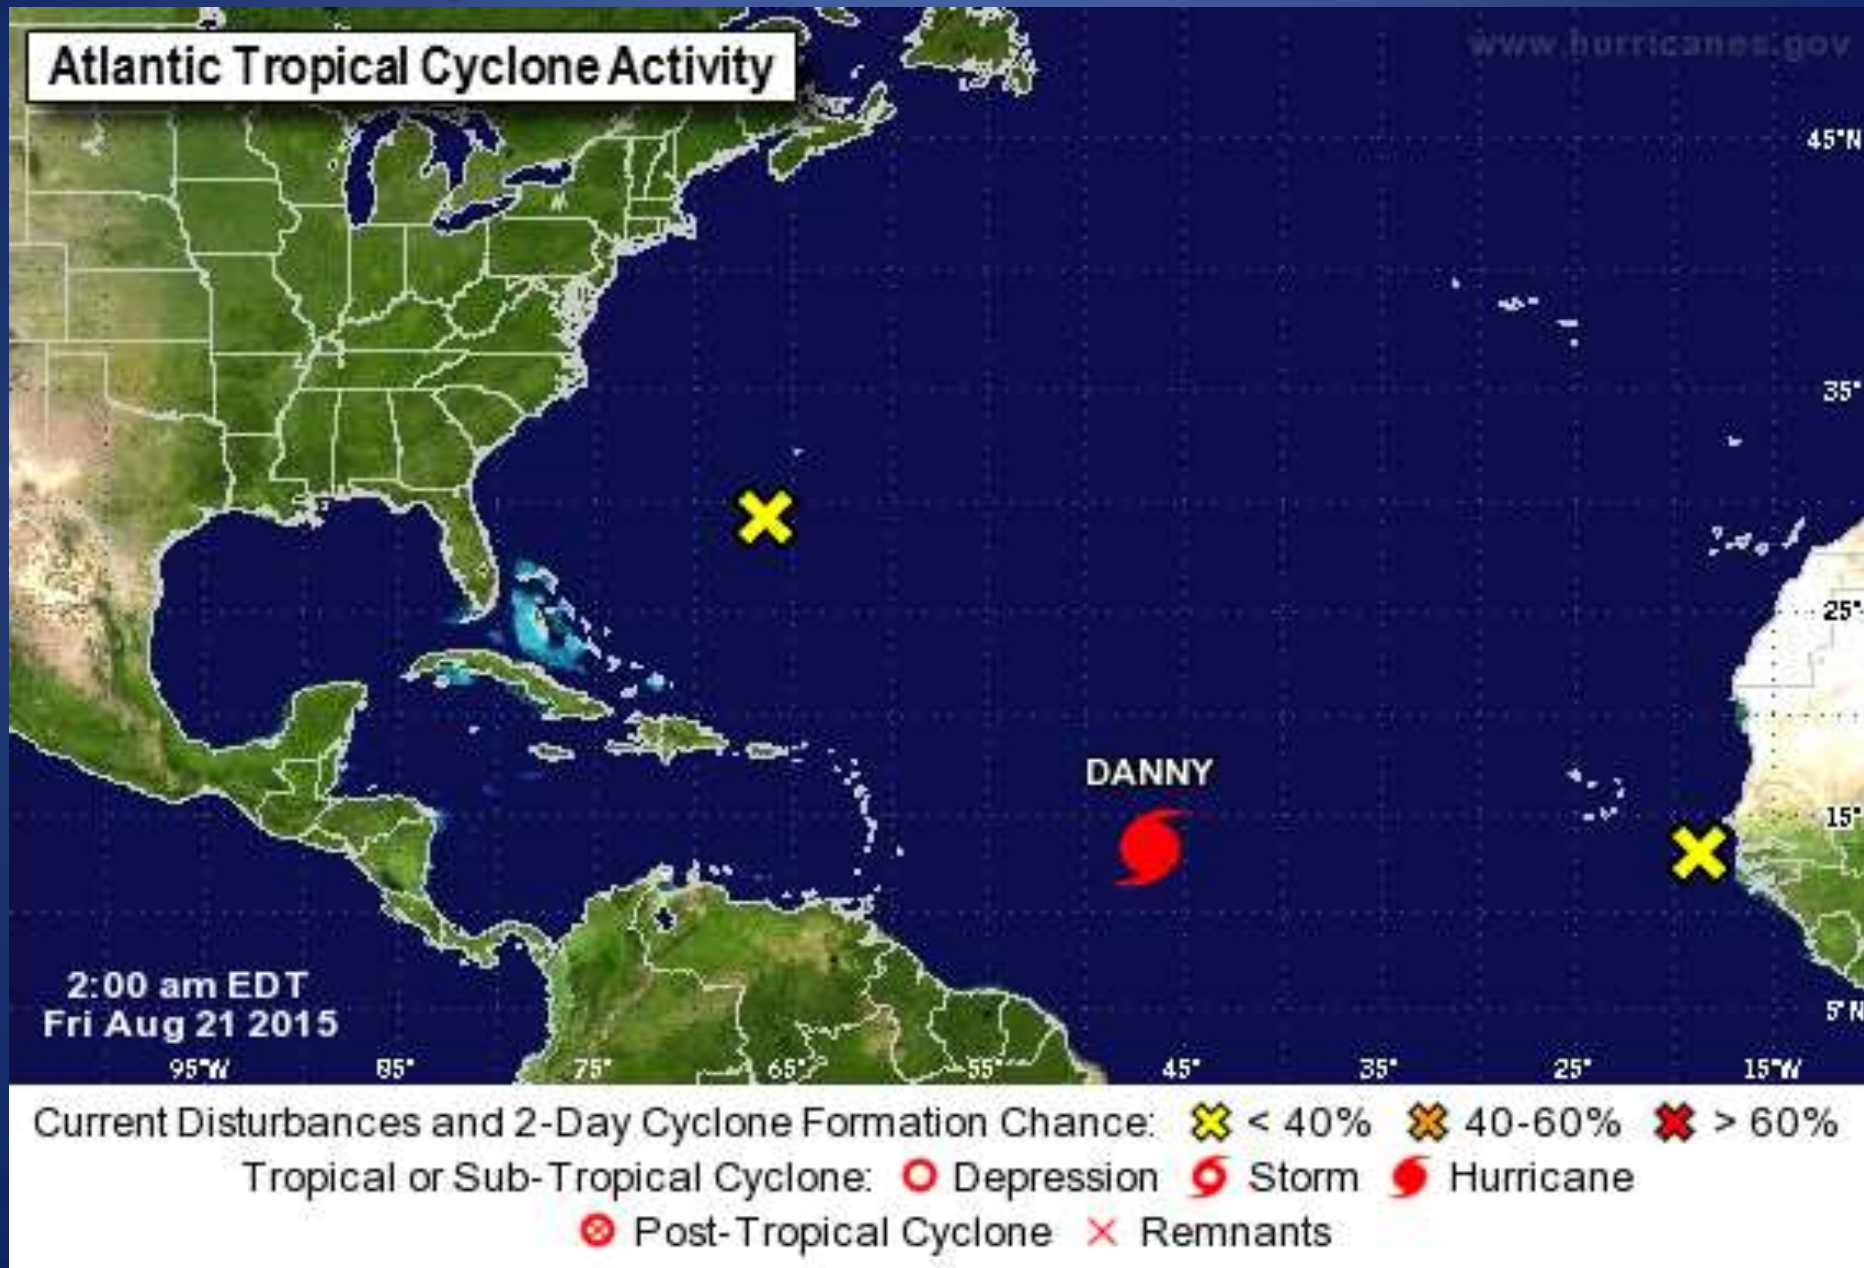 www.hurricanes.gov
Atlantic Tropical Cyclone Activity
45°N
35°
25°
DANNY
15°
2:00 am EDT
Fri Aug 21 2015
5°N
95°W 85° 75° 65° 55° 45° 35° 25° 15°W
Current Disturbances and 2-Day Cyclone Formation Chance: < 40% 40-60% > 60%
Tropical or Sub-Tropical Cyclone: Depression Storm Hurricane
Post-Tropical Cyclone Remnants